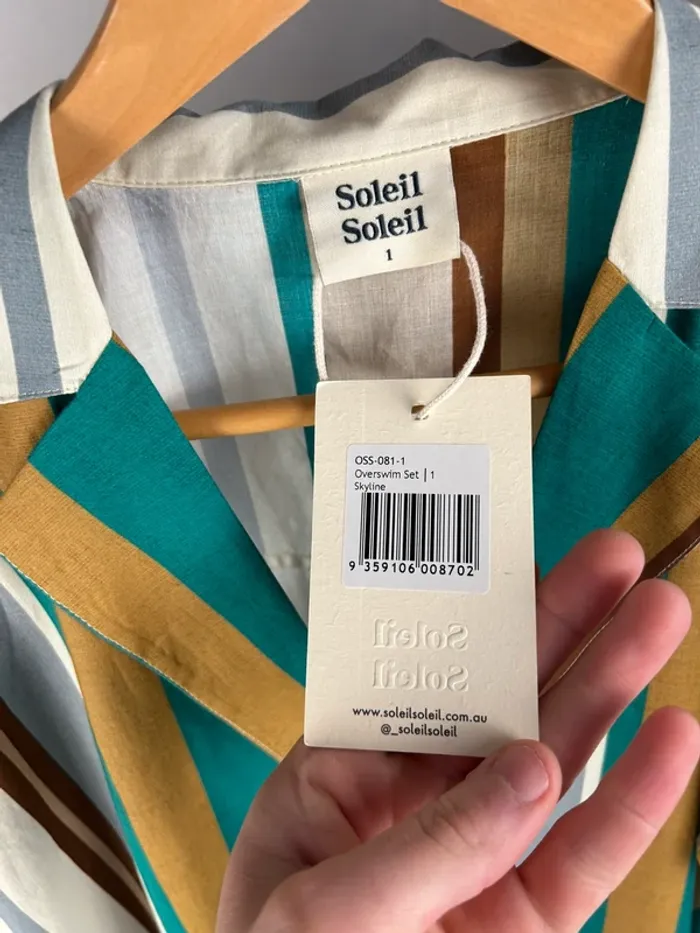 Soleil
Soleil
1
OSS-081-1
Overswim Set | 1
Skyline
9 359106 008702
Soleil
Soleil
www.soleilsoleil.com.au
@_soleilsoleil